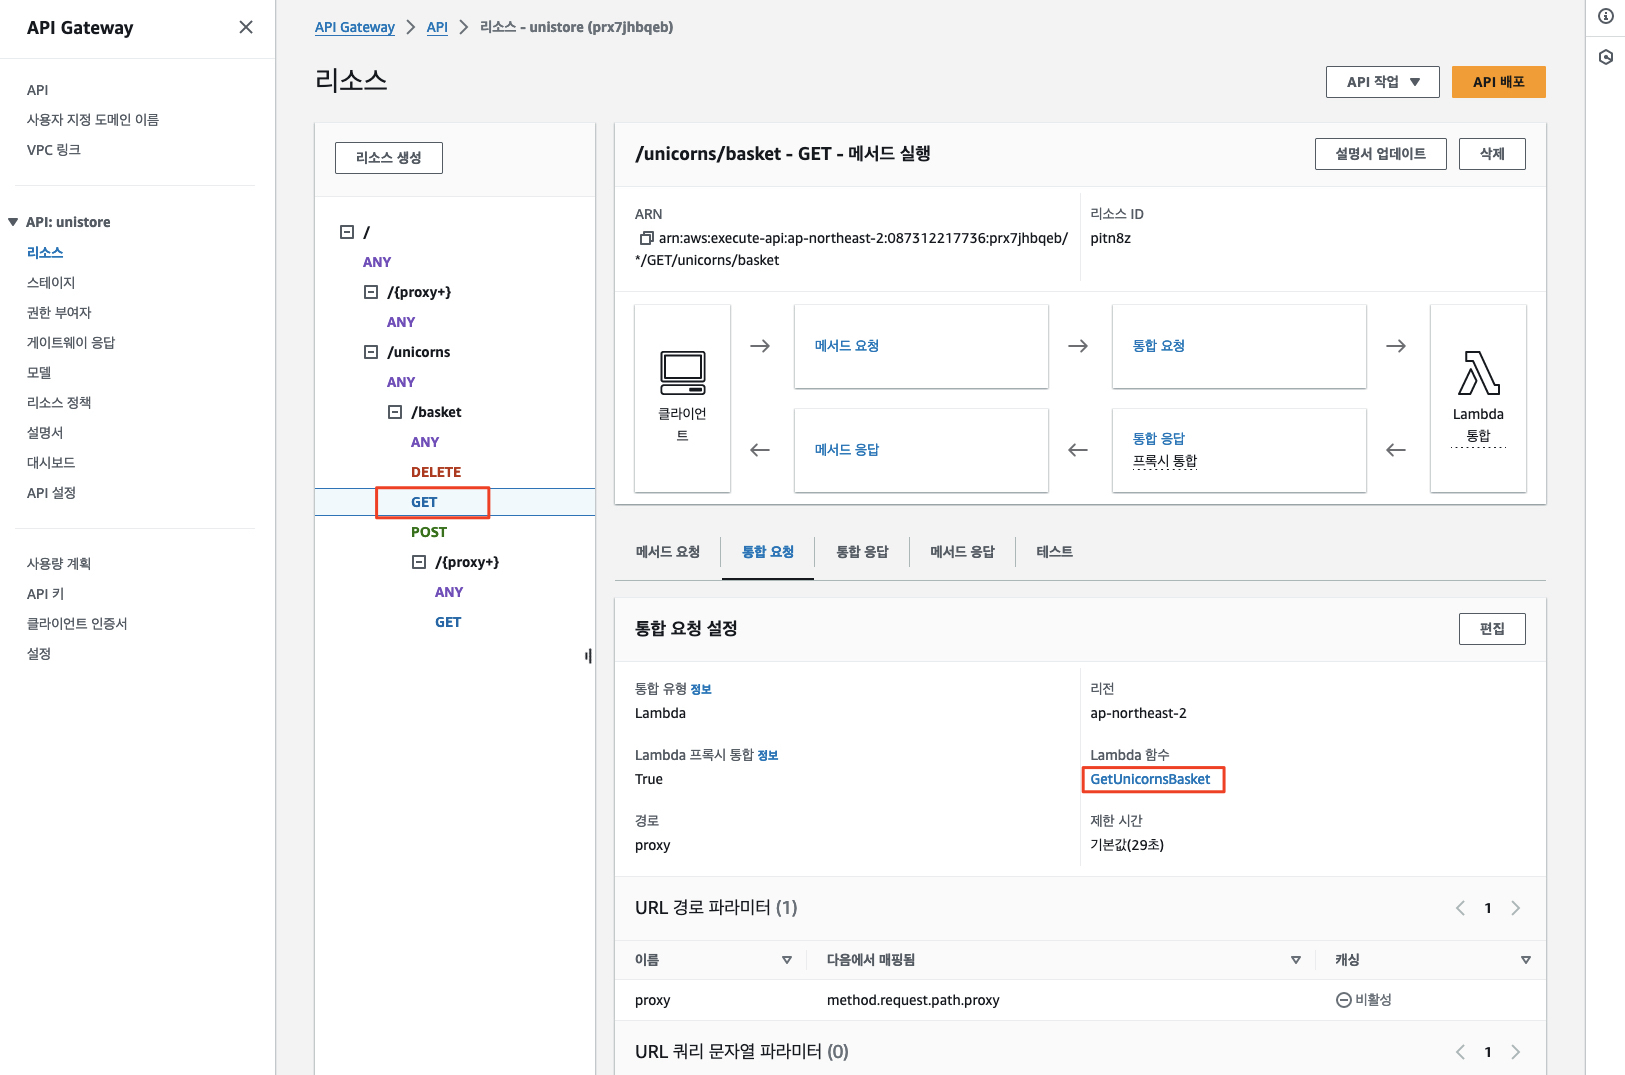 API Gateway
API
사용자 지정 도메인 이름
VPC 링크
API: unistore
리소스
스테이지
권한 부여자
게이트웨이 응답
모델
리소스 정책
설명서
대시보드
API 설정
사용량 계획
API 키
클라이언트 인증서
설정
API Gateway
API
리소스 - unistore (prx7jhbqeb)
리소스
API 작업
API 배포
리소스 생성
/
ANY
/{proxy+}
ANY
/unicorns
ANY
/basket
ANY
DELETE
GET
POST
/{proxy+}
ANY
GET
/unicorns/basket - GET - 메서드 실행
설명서 업데이트
삭제
ARN
arn:aws:execute-api:ap-northeast-2:087312217736:prx7jhbqeb/
*/GET/unicorns/basket
리소스 ID
pitn8z
클라이언
트
메서드 요청
통합 요청
Lambda
통합
메서드 응답
통합 응답
프록시 통합
메서드 요청
통합 요청
통합 응답
메서드 응답
테스트
통합 요청 설정
편집
통합 유형 정보
Lambda
리전
ap-northeast-2
Lambda 프록시 통합 정보
True
Lambda 함수
GetUnicornsBasket
경로
proxy
제한 시간
기본값(29초)
URL 경로 파라미터 (1)
1
이름
다음에서 매핑됨
캐싱
proxy
method.request.path.proxy
비활성
URL 쿼리 문자열 파라미터 (0)
1